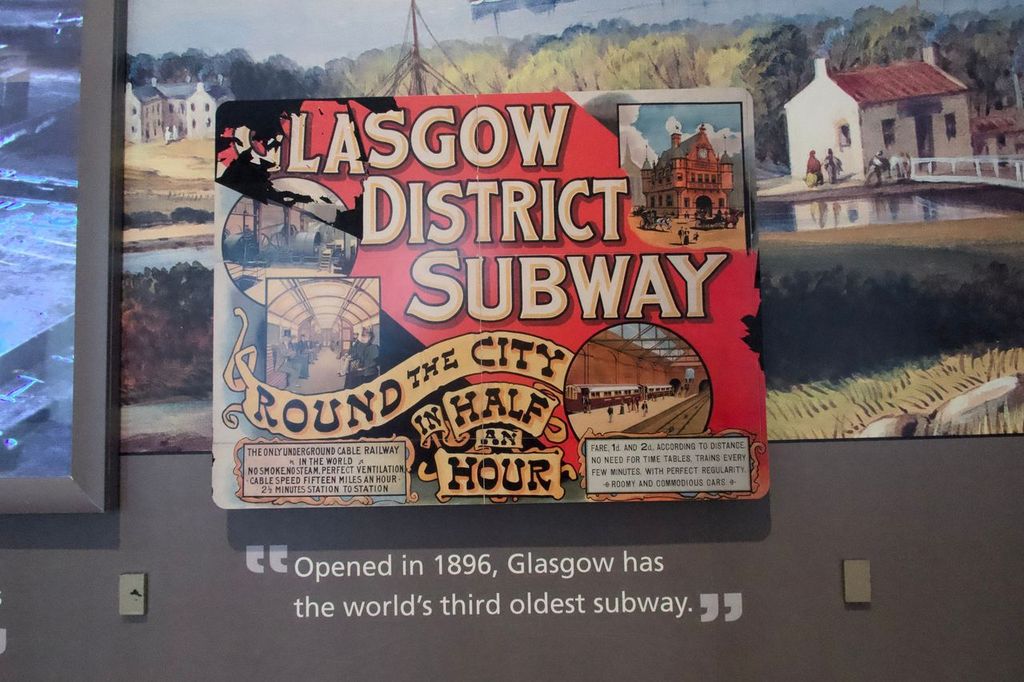 GLASGOW
DISTRICT
SUBWAY
ROUND THE CITY
IN HALF
AN
HOUR
THE ONLY UNDERGROUND CABLE RAILWAY
IN THE WORLD
NO SMOKE.NO STEAM. PERFECT VENTILATION
CABLE SPEED FIFTEEN MILES AN HOUR
2½ MINUTES STATION TO STATION
FARE, 1d. AND 2d., ACCORDING TO DISTANCE.
NO NEED FOR TIME TABLES. TRAINS EVERY
FEW MINUTES. WITH PERFECT REGULARITY.
ROOMY AND COMMODIOUS CARS
"Opened in 1896, Glasgow has
the world's third oldest subway."